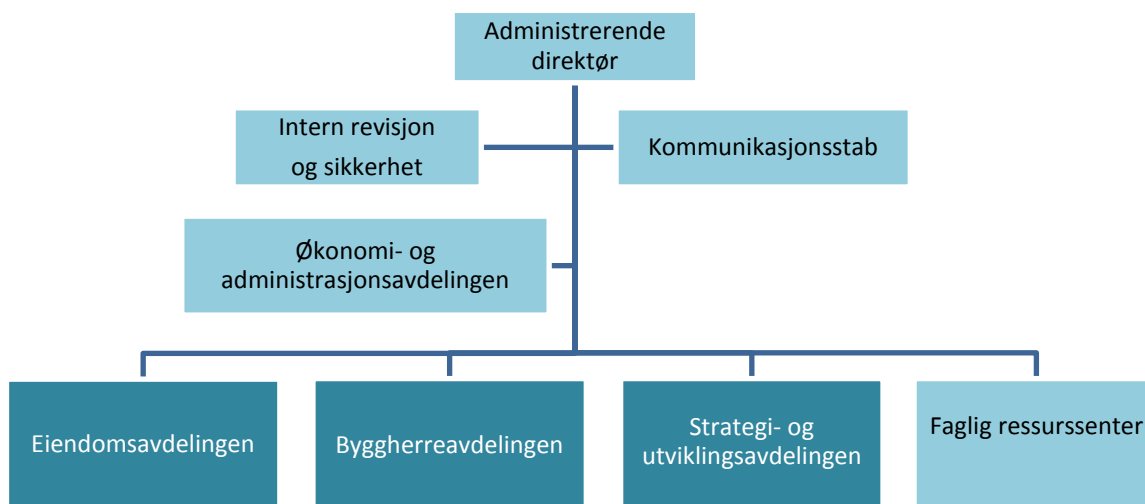 Administrerende
direktør
Intern revisjon
og sikkerhet
Kommunikasjonsstab
Økonomi- og
administrasjonsavdelingen
Eiendomsavdelingen
Byggherreavdelingen
Strategi- og
utviklingsavdelingen
Faglig ressurssenter